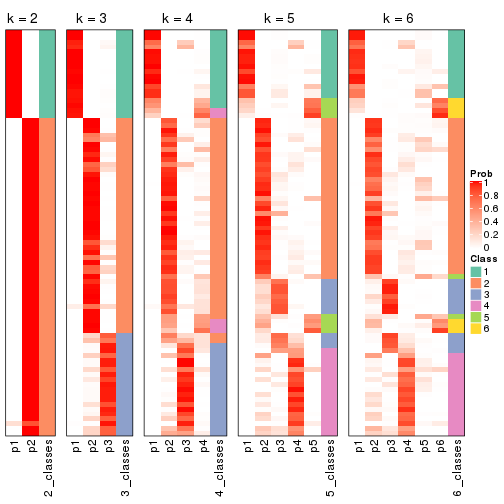 k = 2
k = 3
k = 4
k = 5
k = 6
p1
p2
2_classes
p1
p2
p3
3_classes
p1
p2
p3
p4
4_classes
p1
p2
p3
p4
p5
5_classes
p1
p2
p3
p4
p5
p6
6_classes
Prob
1
0.8
0.6
0.4
0.2
0
Class
1
2
3
4
5
6